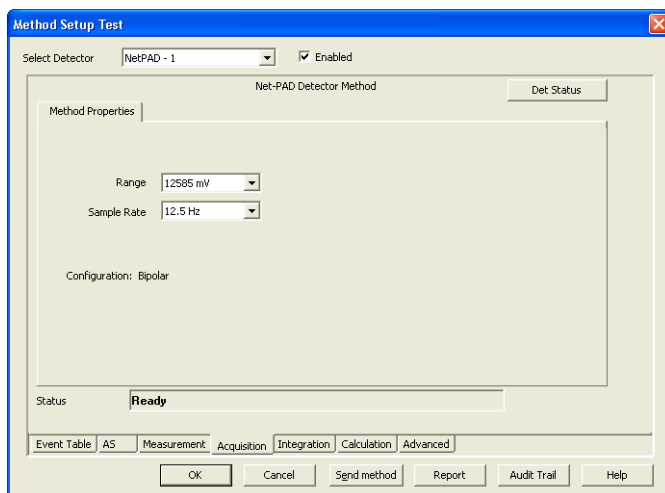 Method Setup Test
Select Detector NetPAD - 1 Enabled
Net-PAD Detector Method Det Status
Method Properties
Range 12585 mV
Sample Rate 12.5 Hz
Configuration: Bipolar
Status Ready
Event Table AS Measurement Acquisition Integration Calculation Advanced
OK Cancel Send method Report Audit Trail Help